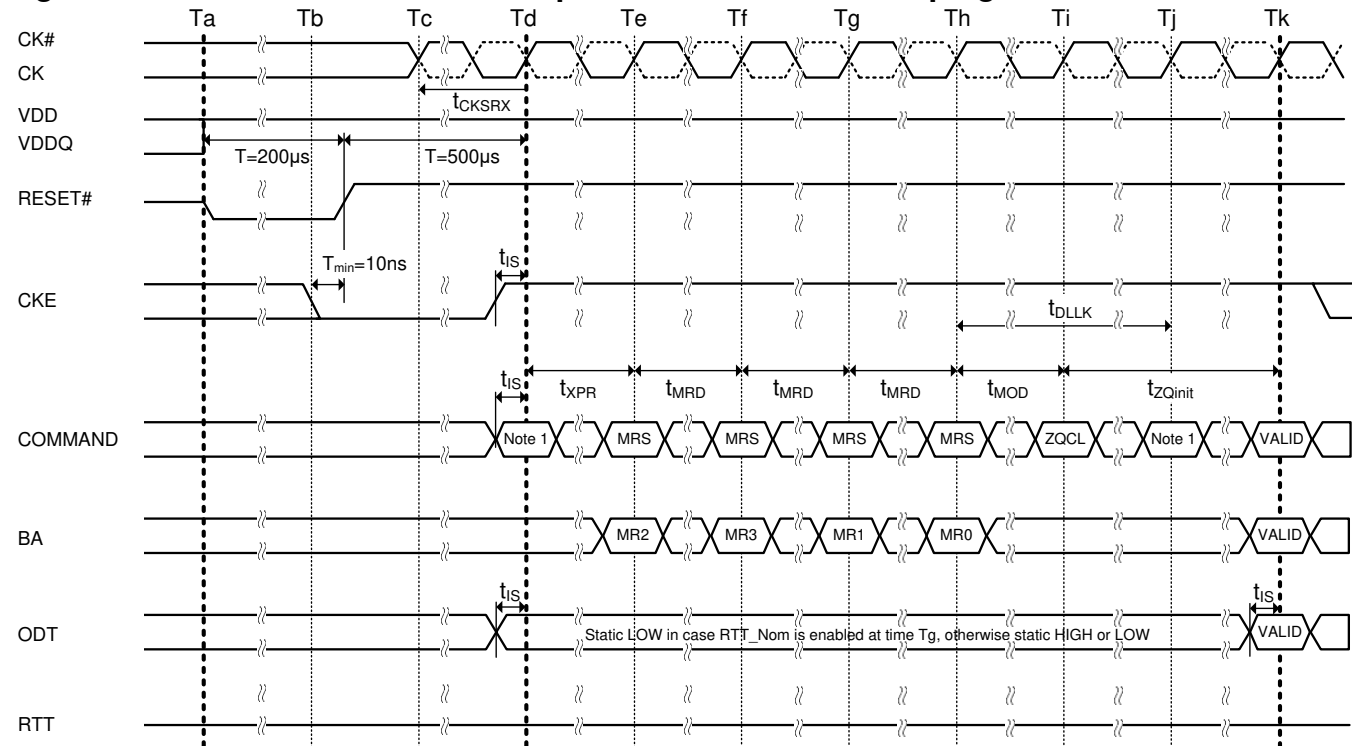 Ta Tb Tc Td Te Tf Tg Th Ti Tj Tk
CK#
CK
tCKSRX
VDD
VDDQ
T=200µs T=500µs
RESET#
Tmin=10ns tIS
CKE
tDLLK
tIS tXPR tMRD tMRD tMRD tMOD tZQinit
COMMAND Note 1 MRS MRS MRS MRS ZQCL Note 1 VALID
BA MR2 MR3 MR1 MR0 VALID
tIS tIS
ODT Static LOW in case RTT_Nom is enabled at time Tg, otherwise static HIGH or LOW VALID
RTT